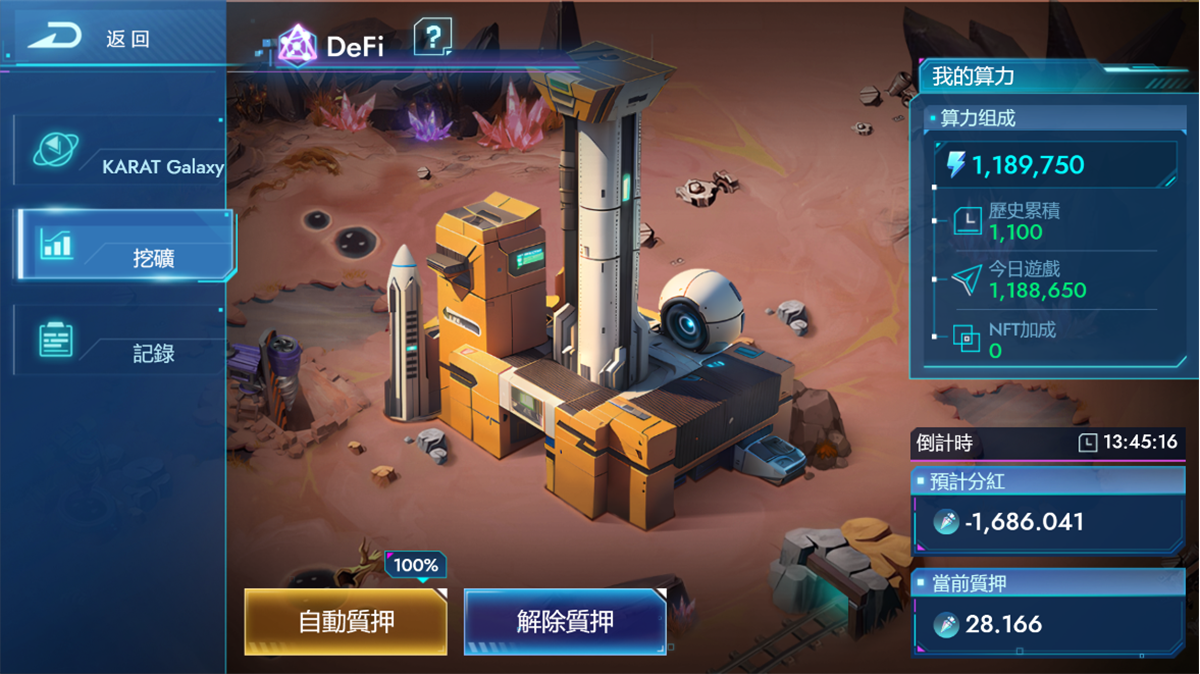 返回
DeFi
?
KARAT Galaxy
挖礦
記錄
我的算力
算力组成
1,189,750
歷史累積
1,100
今日遊戲
1,188,650
NFT加成
0
倒計時
13:45:16
預計分紅
-1,686.041
當前質押
28.166
100%
自動質押
解除質押